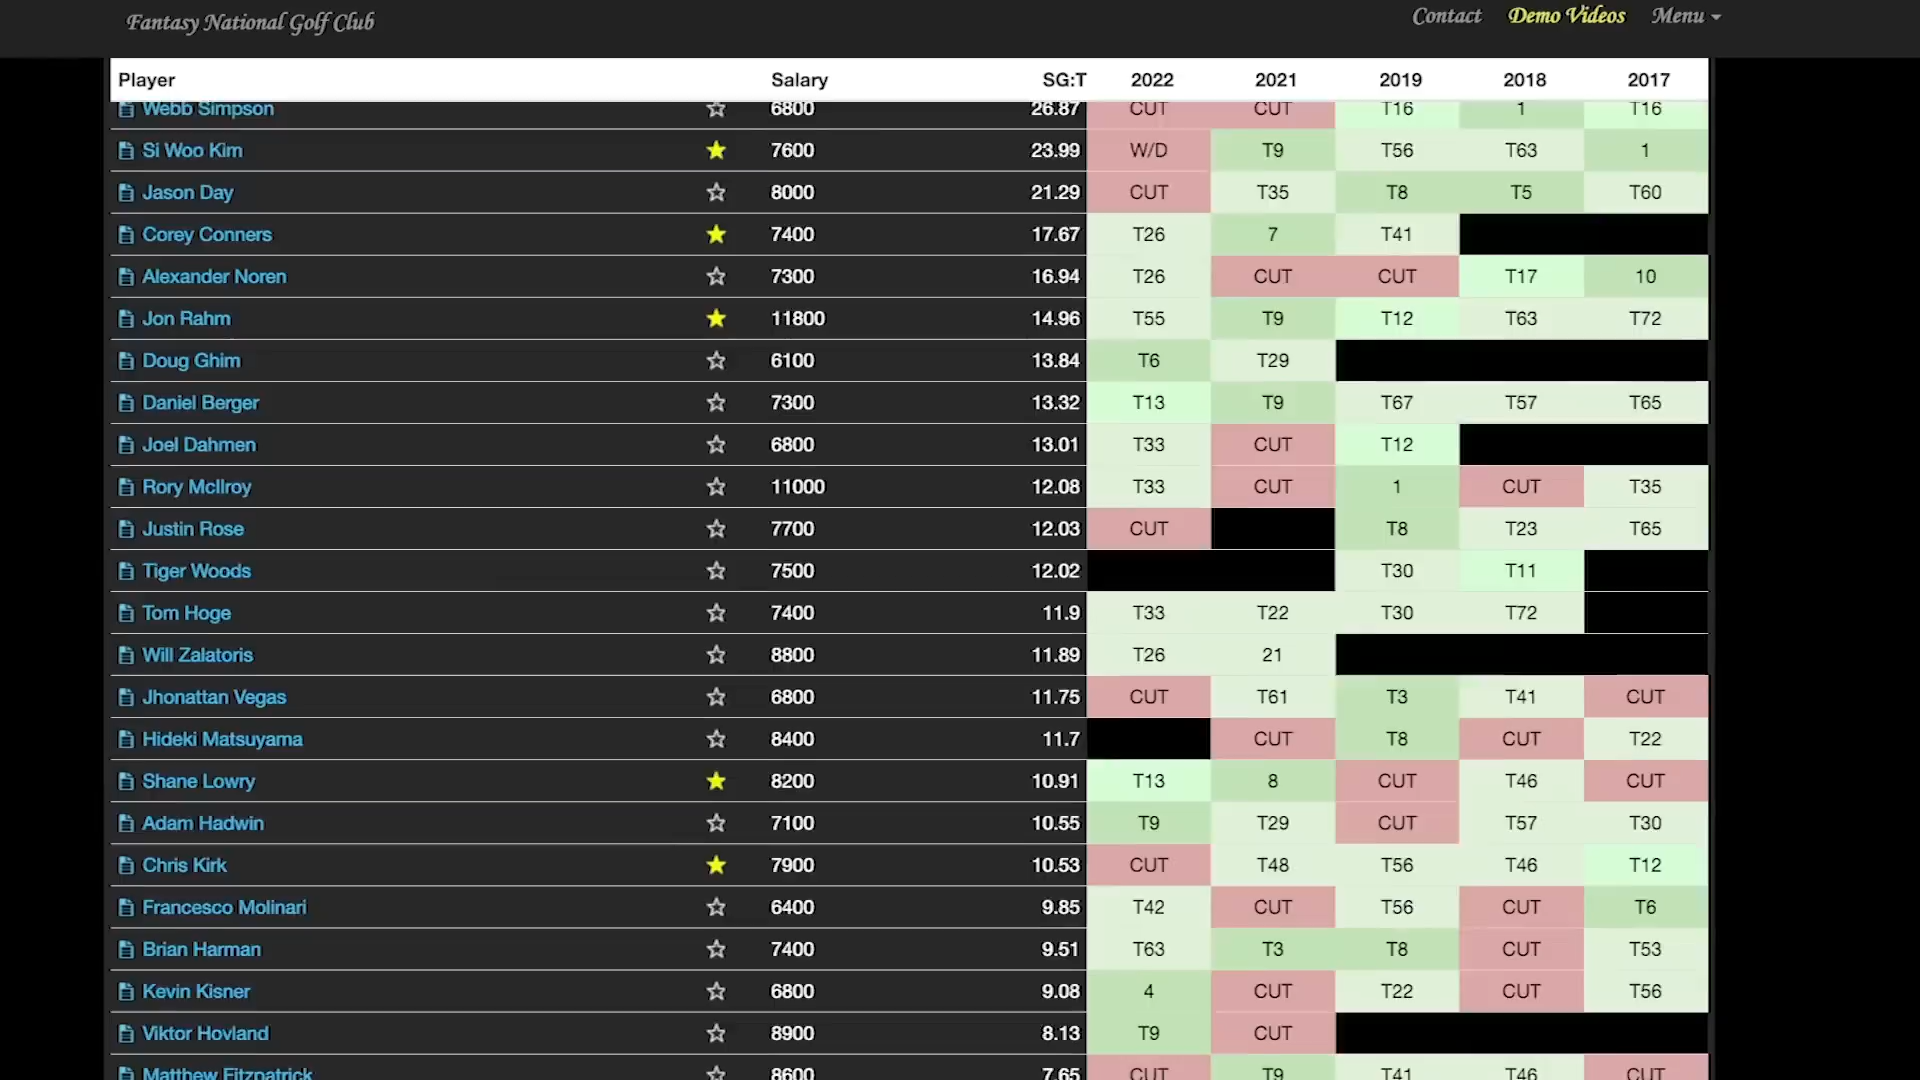 Fantasy National Golf Club Contact Demo Videos Menu
Player Salary SG:T 2022 2021 2019 2018 2017
Webb Simpson 6800 26.87 CUT CUT T16 1 T16
Si Woo Kim 7600 23.99 W/D T9 T56 T63 1
Jason Day 8000 21.29 CUT T35 T8 T5 T60
Corey Conners 7400 17.67 T26 7 T41
Alexander Noren 7300 16.94 T26 CUT CUT T17 10
Jon Rahm 11800 14.96 T55 T9 T12 T63 T72
Doug Ghim 6100 13.84 T6 T29
Daniel Berger 7300 13.32 T13 T9 T67 T57 T65
Joel Dahmen 6800 13.01 T33 CUT T12
Rory McIlroy 11000 12.08 T33 CUT 1 CUT T35
Justin Rose 7700 12.03 CUT T8 T23 T65
Tiger Woods 7500 12.02 T30 T11
Tom Hoge 7400 11.9 T33 T22 T30 T72
Will Zalatoris 8800 11.89 T26 21
Jhonattan Vegas 6800 11.75 CUT T61 T3 T41 CUT
Hideki Matsuyama 8400 11.7 CUT T8 CUT T22
Shane Lowry 8200 10.91 T13 8 CUT T46 CUT
Adam Hadwin 7100 10.55 T9 T29 CUT T57 T30
Chris Kirk 7900 10.53 CUT T48 T56 T46 T12
Francesco Molinari 6400 9.85 T42 CUT T56 CUT T6
Brian Harman 7400 9.51 T63 T3 T8 CUT T53
Kevin Kisner 6800 9.08 4 CUT T22 CUT T56
Viktor Hovland 8900 8.13 T9 CUT
Matthew Fitzpatrick 8600 7.65 CUT T9 T41 T46 CUT